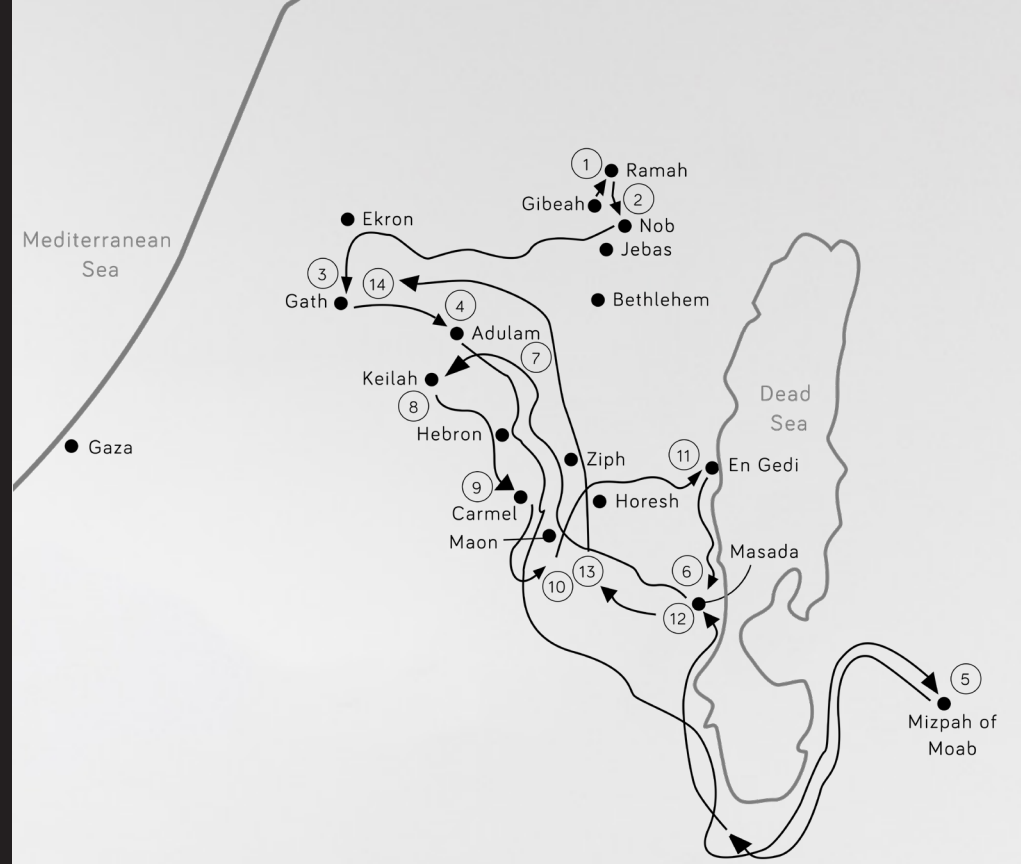 1
Ramah
Gibeah
2
Nob
Ekron
Jebas
Mediterranean
Sea
3
14
Gath
Bethlehem
4
Adulam
7
Keilah
8
Dead
Sea
Hebron
Gaza
Ziph
11
En Gedi
9
Carmel
Horesh
Maon
Masada
10
13
6
12
5
Mizpah of
Moab